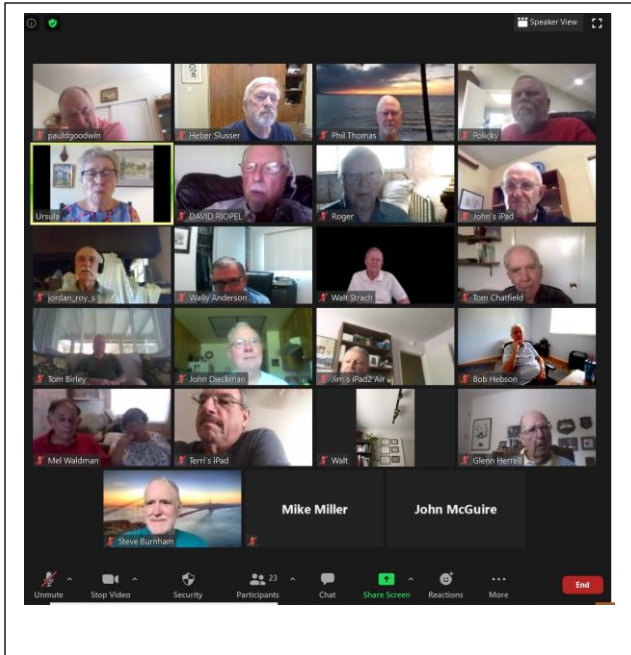 Speaker View
pauldgoodwin
Heber Slusser
Phil Thomas
Policky
Ursula
DAVID RIOPEL
Roger
John's iPad
jordan_roy_s
Wally Anderson
Walt Strach
Tom Chatfield
Tom Birley
John Dieckman
Jim's iPad2 Air
Bob Hebson
Mel Waldman
Terri's iPad
Walt
Glenn Herrell
Steve Burnham
Mike Miller
John McGuire
Unmute
Stop Video
Security
23
Participants
Chat
Share Screen
Reactions
More
End